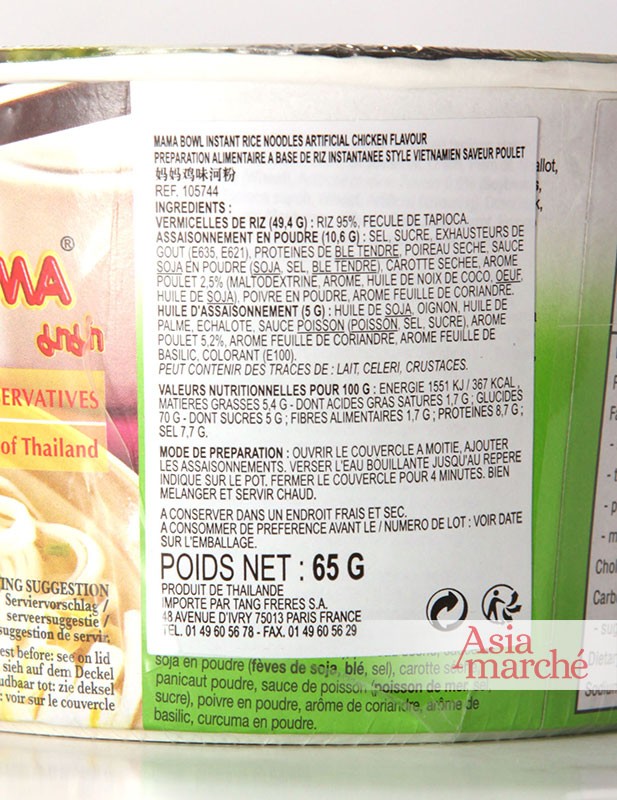 MAMA BOWL INSTANT RICE NOODLES ARTIFICIAL CHICKEN FLAVOUR
PREPARATION ALIMENTAIRE A BASE DE RIZ INSTANTANEE STYLE VIETNAMIEN SAVEUR POULET
妈妈鸡味河粉
REF. 105744
INGREDIENTS :
VERMICELLES DE RIZ (49,4 G) : RIZ 95%, FECULE DE TAPIOCA.
ASSAISONNEMENT EN POUDRE (10,6 G) : SEL, SUCRE, EXHAUSTEURS DE
GOUT (E635, E621), PROTEINES DE BLE TENDRE, POIREAU SECHE, SAUCE
SOJA EN POUDRE (SOJA, SEL, BLE TENDRE), CAROTTE SECHEE, AROME
POULET 2,5% (MALTODEXTRINE, AROME, HUILE DE NOIX DE COCO, OEUF,
HUILE DE SOJA), POIVRE EN POUDRE, AROME FEUILLE DE CORIANDRE.
HUILE D'ASSAISONNEMENT (5 G) : HUILE DE SOJA, OIGNON, HUILE DE
PALME, ECHALOTE, SAUCE POISSON (POISSON, SEL, SUCRE), AROME
POULET 5,2%, AROME FEUILLE DE CORIANDRE, AROME FEUILLE DE
BASILIC, COLORANT (E100).
PEUT CONTENIR DES TRACES DE : LAIT, CELERI, CRUSTACES.
VALEURS NUTRITIONNELLES POUR 100 G : ENERGIE 1551 KJ / 367 KCAL,
MATIERES GRASSES 5,4 G - DONT ACIDES GRAS SATURES 1,7 G ; GLUCIDES
70 G - DONT SUCRES 5 G ; FIBRES ALIMENTAIRES 1,7 G ; PROTEINES 8,7 G ;
SEL 7,7 G.
MODE DE PREPARATION : OUVRIR LE COUVERCLE A MOITIE, AJOUTER
LES ASSAISONNEMENTS. VERSER L'EAU BOUILLANTE JUSQU'AU REPERE
INDIQUE SUR LE POT, FERMER LE COUVERCLE POUR 4 MINUTES. BIEN
MELANGER ET SERVIR CHAUD.
A CONSERVER DANS UN ENDROIT FRAIS ET SEC.
A CONSOMMER DE PREFERENCE AVANT LE / NUMERO DE LOT : VOIR DATE
SUR L'EMBALLAGE.
POIDS NET : 65 G
PRODUIT DE THAILANDE
IMPORTE PAR TANG FRERES S.A.
48 AVENUE D'IVRY 75013 PARIS FRANCE
TEL. 01 49 60 56 78 - FAX. 01 49 60 56 29
MA®
ERVATIVES
of Thailand
ING SUGGESTION
Serviervorschlag /
serveersuggestie /
suggestion de servir.
est before: see on lid
sieh auf dem Deckel
udbaar tot: zie deksel
: voir sur le couvercle
allot,
soja en poudre (fèves de soja, blé, sel), carotte
panicaut poudre, sauce de poisson (poisson de mer, sel,
sucre), poivre en poudre, arôme de coriandre, arôme de
basilic, curcuma en poudre.
Asia
marché